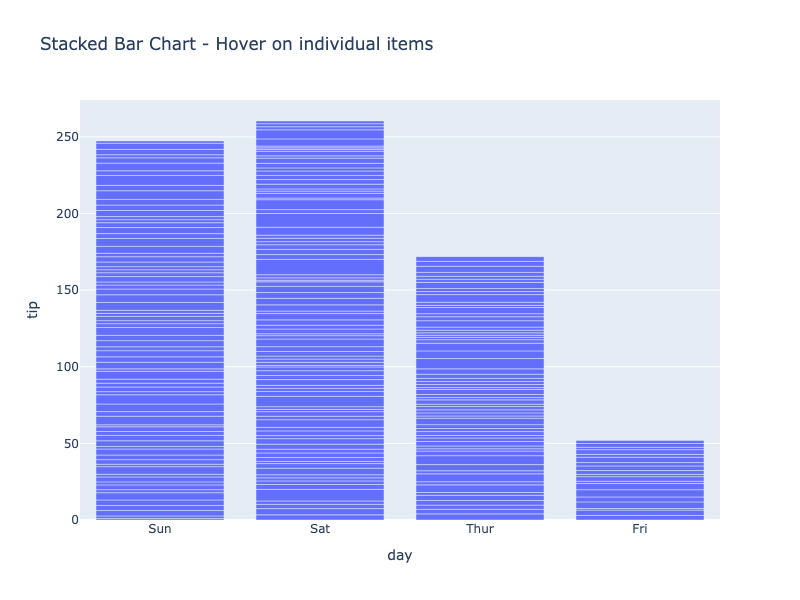 Stacked Bar Chart - Hover on individual items
tip
250
200
150
100
50
0
Sun
Sat
Thur
Fri
day